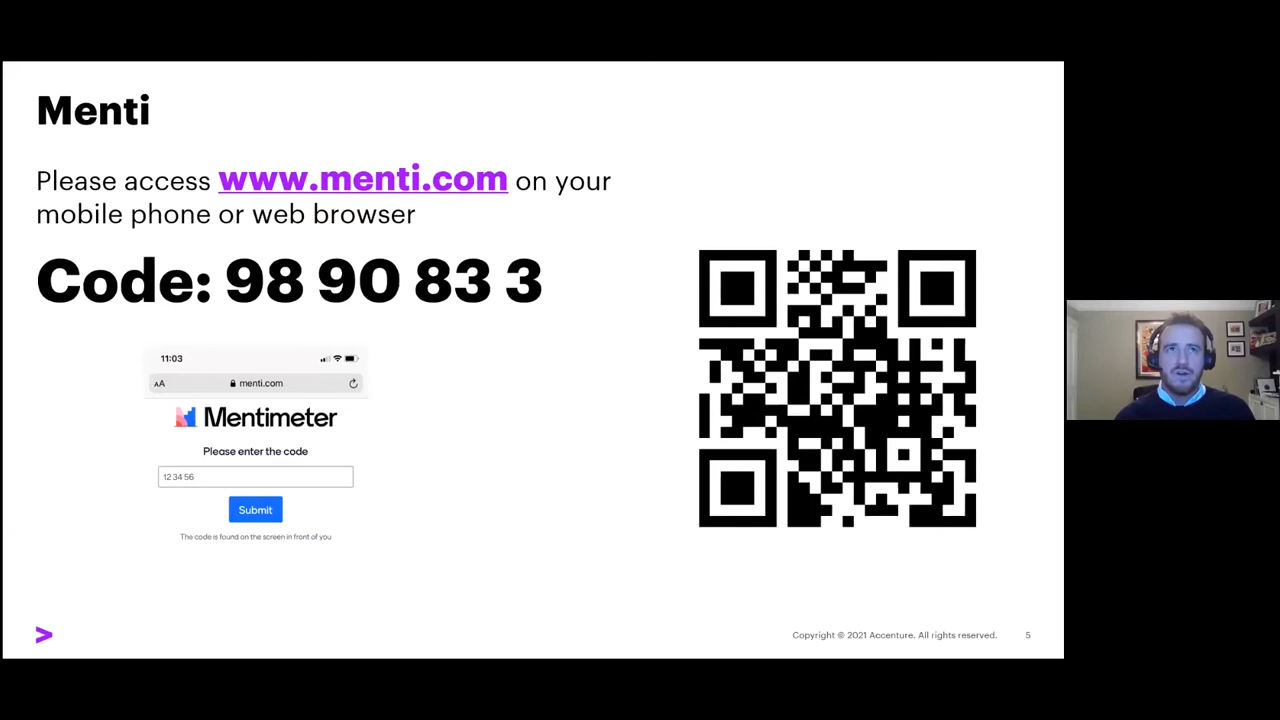 Menti
Please access www.menti.com on your
mobile phone or web browser
Code: 98 90 83 3
11:03
AA
menti.com
Mentimeter
Please enter the code
12 34 56
Submit
The code is found on the screen in front of you
>
Copyright © 2021 Accenture. All rights reserved.
5